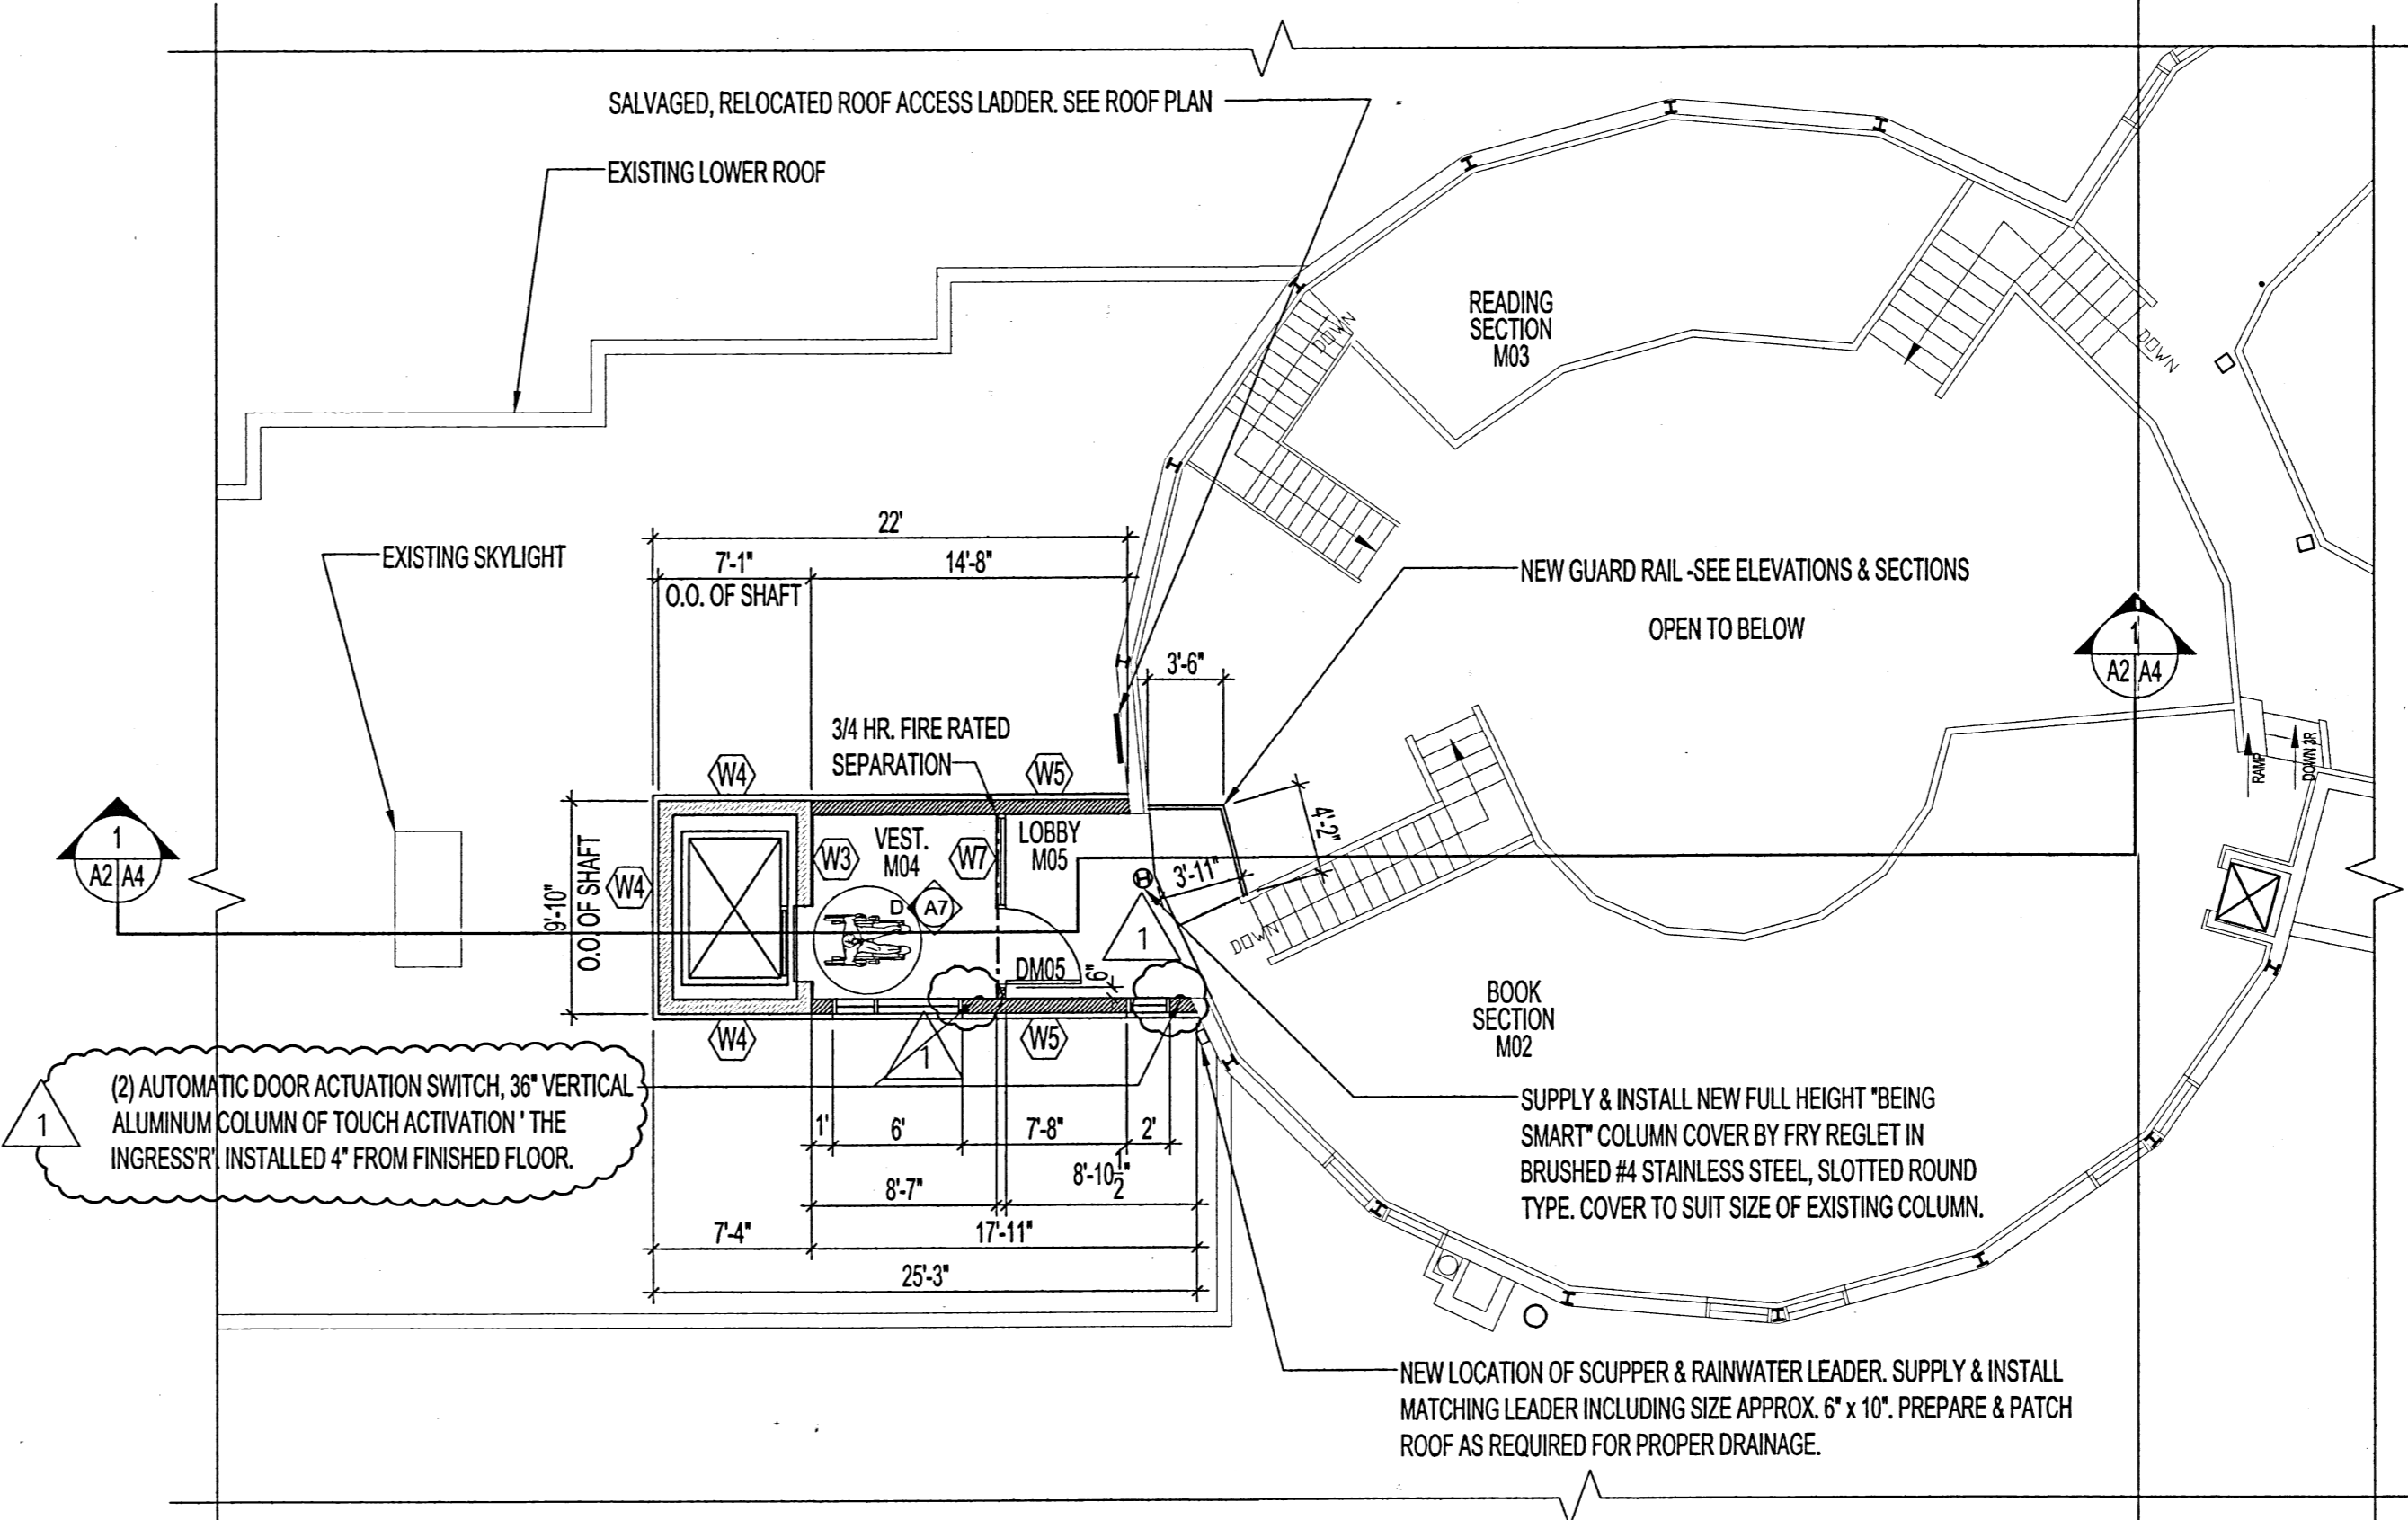 SALVAGED, RELOCATED ROOF ACCESS LADDER. SEE ROOF PLAN
EXISTING LOWER ROOF
READING
SECTION
M03
DOWN
DOWN
22'
EXISTING SKYLIGHT
7'-1"
14'-8"
O.O. OF SHAFT
NEW GUARD RAIL -SEE ELEVATIONS & SECTIONS
OPEN TO BELOW
1
A2 A4
3'-6"
3/4 HR. FIRE RATED
SEPARATION
W4
W5
RAMP
DOWN 3R
4'-2"
1
A2 A4
9'-10"
O.O. OF SHAFT
W4
W3
VEST.
M04
W7
LOBBY
M05
3'-11"
H
D
A7
1
DOWN
DM05
6"
BOOK
SECTION
M02
W4
1
W5
1
(2) AUTOMATIC DOOR ACTUATION SWITCH, 36" VERTICAL
ALUMINUM COLUMN OF TOUCH ACTIVATION ' THE
INGRESS'R'. INSTALLED 4" FROM FINISHED FLOOR.
SUPPLY & INSTALL NEW FULL HEIGHT "BEING
SMART" COLUMN COVER BY FRY REGLET IN
BRUSHED #4 STAINLESS STEEL, SLOTTED ROUND
TYPE. COVER TO SUIT SIZE OF EXISTING COLUMN.
1'
6'
7'-8"
2'
8'-7"
8'-10 1/2"
7'-4"
17'-11"
25'-3"
NEW LOCATION OF SCUPPER & RAINWATER LEADER. SUPPLY & INSTALL
MATCHING LEADER INCLUDING SIZE APPROX. 6" x 10". PREPARE & PATCH
ROOF AS REQUIRED FOR PROPER DRAINAGE.